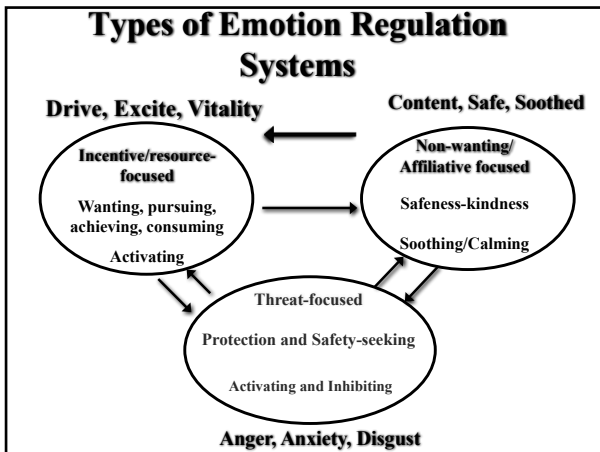 Types of Emotion Regulation
Systems
Drive, Excite, Vitality
Content, Safe, Soothed
Incentive/resource-
focused
Wanting, pursuing,
achieving, consuming
Activating
Non-wanting/
Affiliative focused
Safeness-kindness
Soothing/Calming
Threat-focused
Protection and Safety-seeking
Activating and Inhibiting
Anger, Anxiety, Disgust